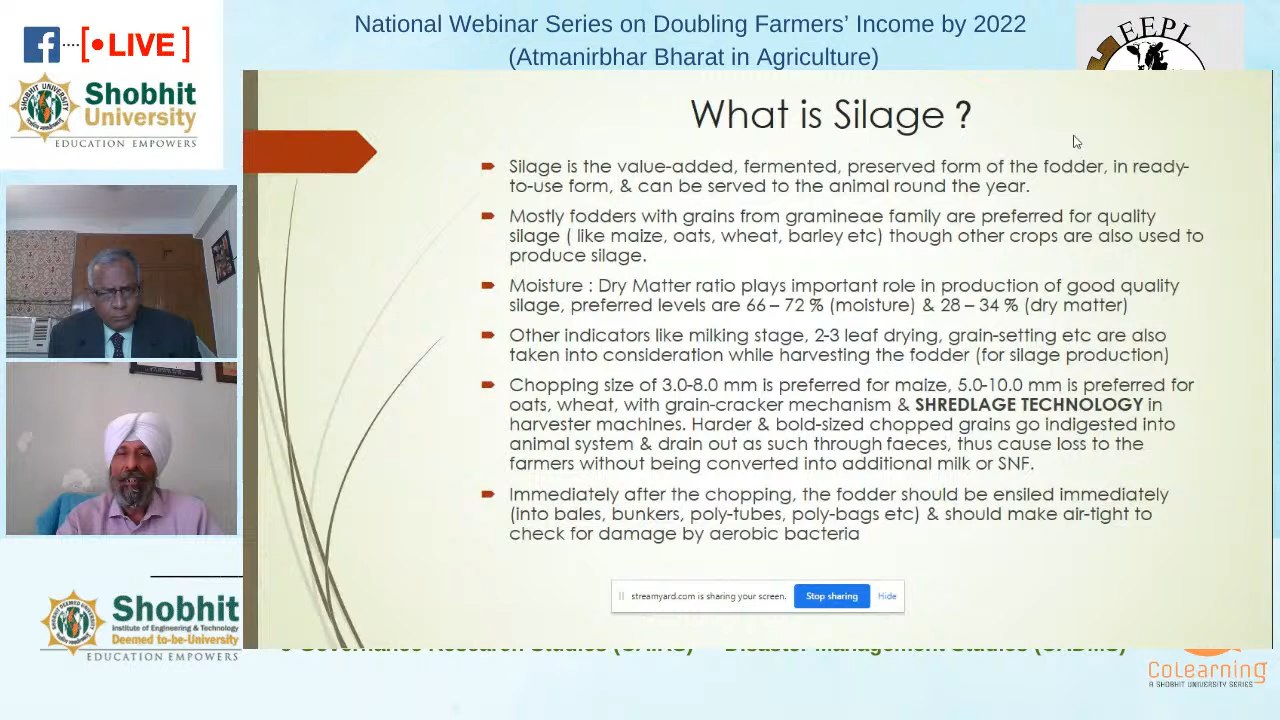 National Webinar Series on Doubling Farmers’ Income by 2022
(Atmanirbhar Bharat in Agriculture)
LIVE
EEPL
SHOBHIT UNIVERSITY
Shobhit
University
EDUCATION EMPOWERS
What is Silage ?
Silage is the value-added, fermented, preserved form of the fodder, in ready-
to-use form, & can be served to the animal round the year.
Mostly fodders with grains from gramineae family are preferred for quality
silage ( like maize, oats, wheat, barley etc) though other crops are also used to
produce silage.
Moisture : Dry Matter ratio plays important role in production of good quality
silage, preferred levels are 66 – 72 % (moisture) & 28 – 34 % (dry matter)
Other indicators like milking stage, 2-3 leaf drying, grain-setting etc are also
taken into consideration while harvesting the fodder (for silage production)
Chopping size of 3.0-8.0 mm is preferred for maize, 5.0-10.0 mm is preferred for
oats, wheat, with grain-cracker mechanism & SHREDLAGE TECHNOLOGY in
harvester machines. Harder & bold-sized chopped grains go indigested into
animal system & drain out as such through faeces, thus cause loss to the
farmers without being converted into additional milk or SNF.
Immediately after the chopping, the fodder should be ensiled immediately
(into bales, bunkers, poly-tubes, poly-bags etc) & should make air-tight to
check for damage by aerobic bacteria
streamyard.com is sharing your screen.
Stop sharing
Hide
Shobhit
Institute of Engineering & Technology
Deemed to-be-University
EDUCATION EMPOWERS
CoLearning
A SHOBHIT UNIVERSITY SERIES